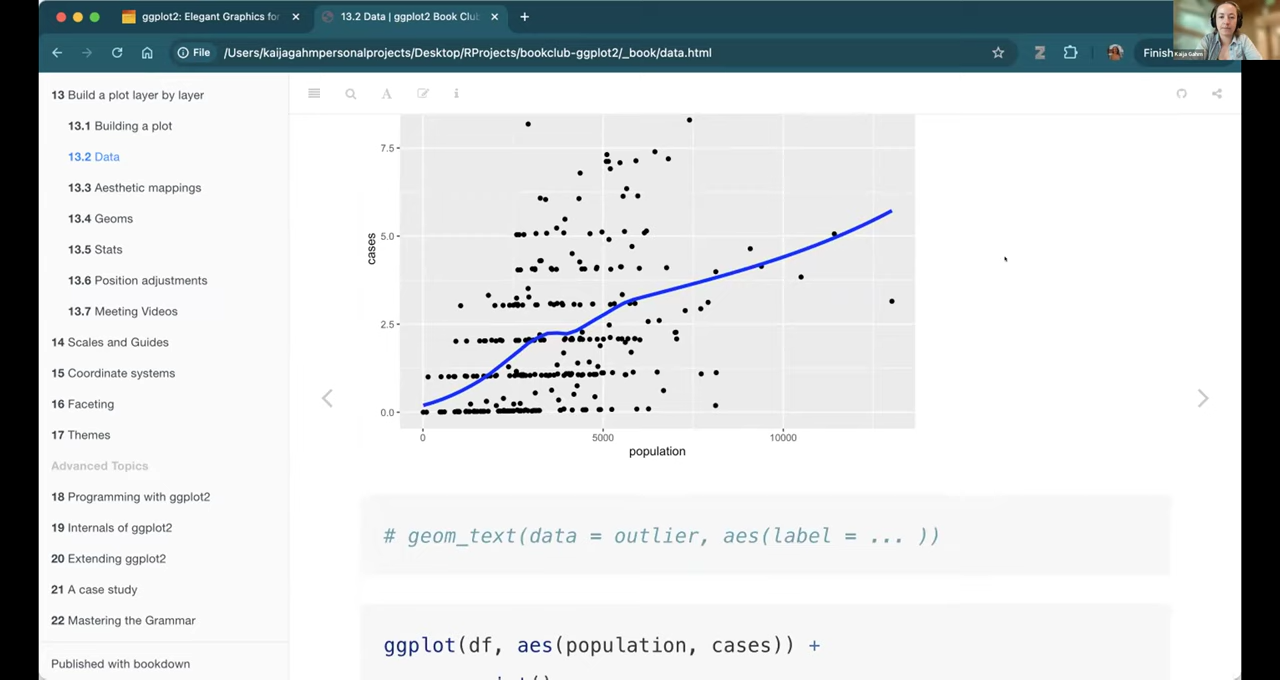 ggplot2: Elegant Graphics for
13.2 Data | ggplot2 Book Clu
File
/Users/kaijagahmpersonalprojects/Desktop/RProjects/bookclub-ggplot2/_book/data.html
Finish
Kaija Gahm
13 Build a plot layer by layer
13.1 Building a plot
13.2 Data
13.3 Aesthetic mappings
13.4 Geoms
13.5 Stats
13.6 Position adjustments
13.7 Meeting Videos
14 Scales and Guides
15 Coordinate systems
16 Faceting
17 Themes
Advanced Topics
18 Programming with ggplot2
19 Internals of ggplot2
20 Extending ggplot2
21 A case study
22 Mastering the Grammar
Published with bookdown
7.5
5.0
2.5
0.0
cases
0
5000
10000
population
# geom_text(data = outlier, aes(label = ... ))
ggplot(df, aes(population, cases)) +